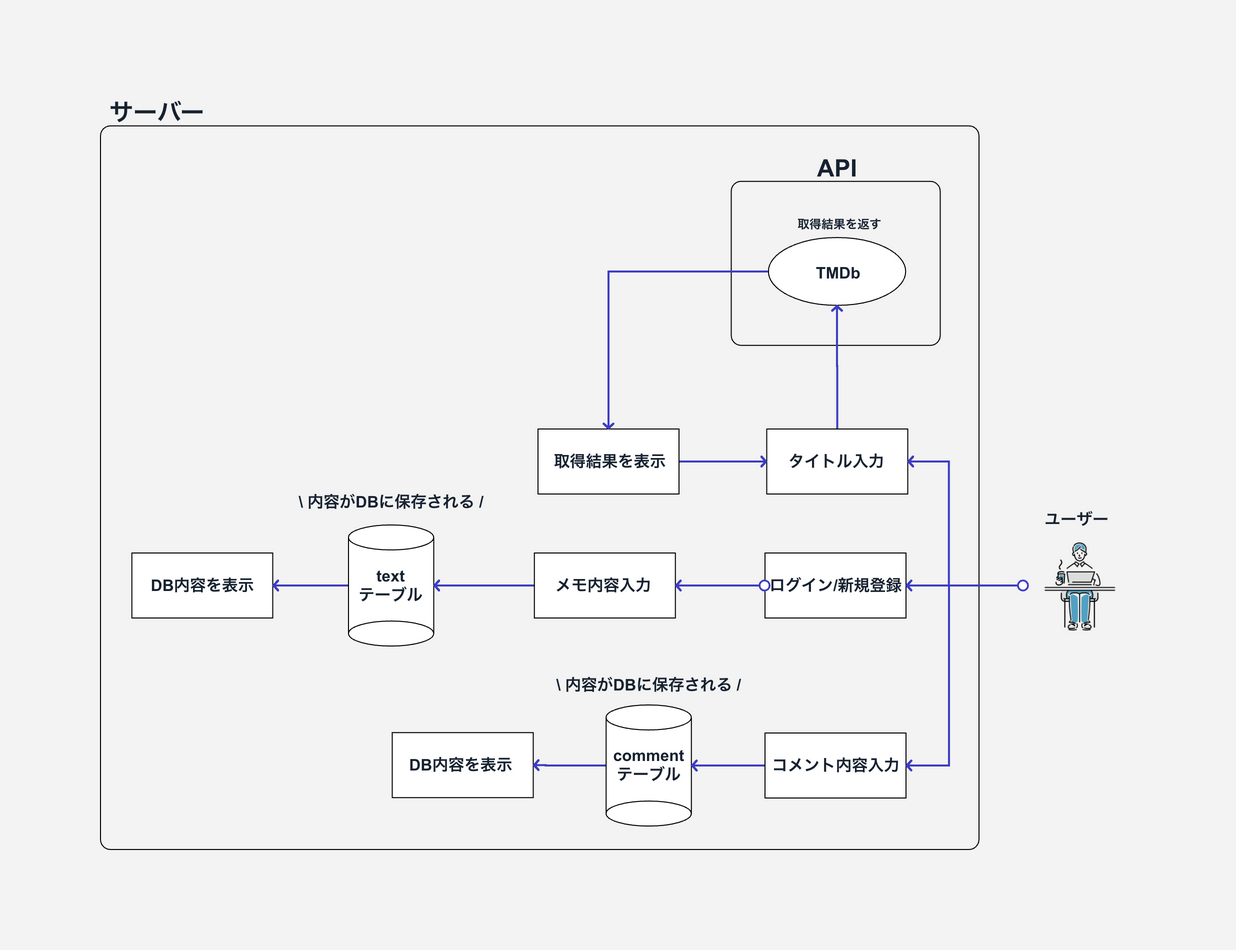 サーバー
API
取得結果を返す
TMDb
取得結果を表示
タイトル入力
\ 内容がDBに保存される /
ユーザー
DB内容を表示
text
テーブル
メモ内容入力
ログイン/新規登録
\ 内容がDBに保存される /
DB内容を表示
comment
テーブル
コメント内容入力